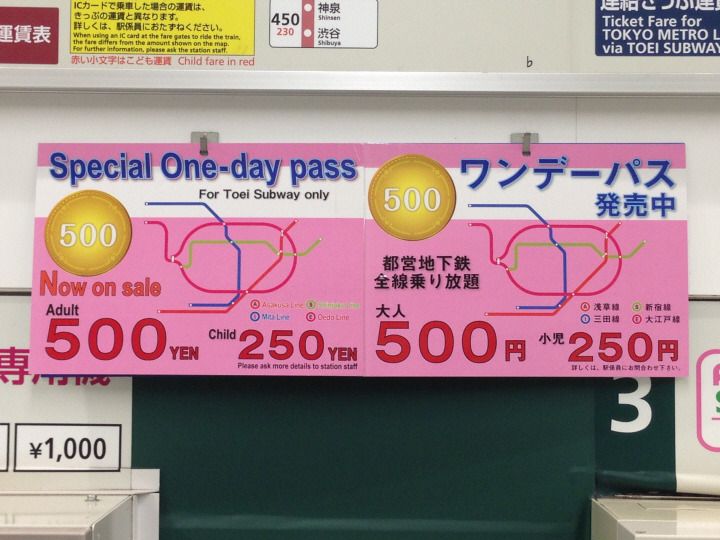 運賃表
ICカードで乗車した場合の運賃は、
きっぷの運賃と異なります。
詳しくは、駅係員におたずねください。
When using an IC card at the fare gates to ride the train,
the fare differs from the amount shown on the map.
For further information, please ask the station staff.
赤い小文字はこども運賃 Child fare in red
450
230
神泉
Shinsen
渋谷
Shibuya
連絡きっぷ運
Ticket Fare for
TOKYO METRO L
via TOEI SUBWAY
Special One-day pass
For Toei Subway only
500
Now on sale
Adult
500 YEN
Child 250 YEN
A Asakusa Line S Shinjuku Line
I Mita Line E Oedo Line
Please ask more details to station staff
ワンデーパス
発売中
500
都営地下鉄
全線乗り放題
大人
500円
小児 250円
A 浅草線 S 新宿線
I 三田線 E 大江戸線
詳しくは、駅係員にお問合わせ下さい。
専用機
¥1,000
3